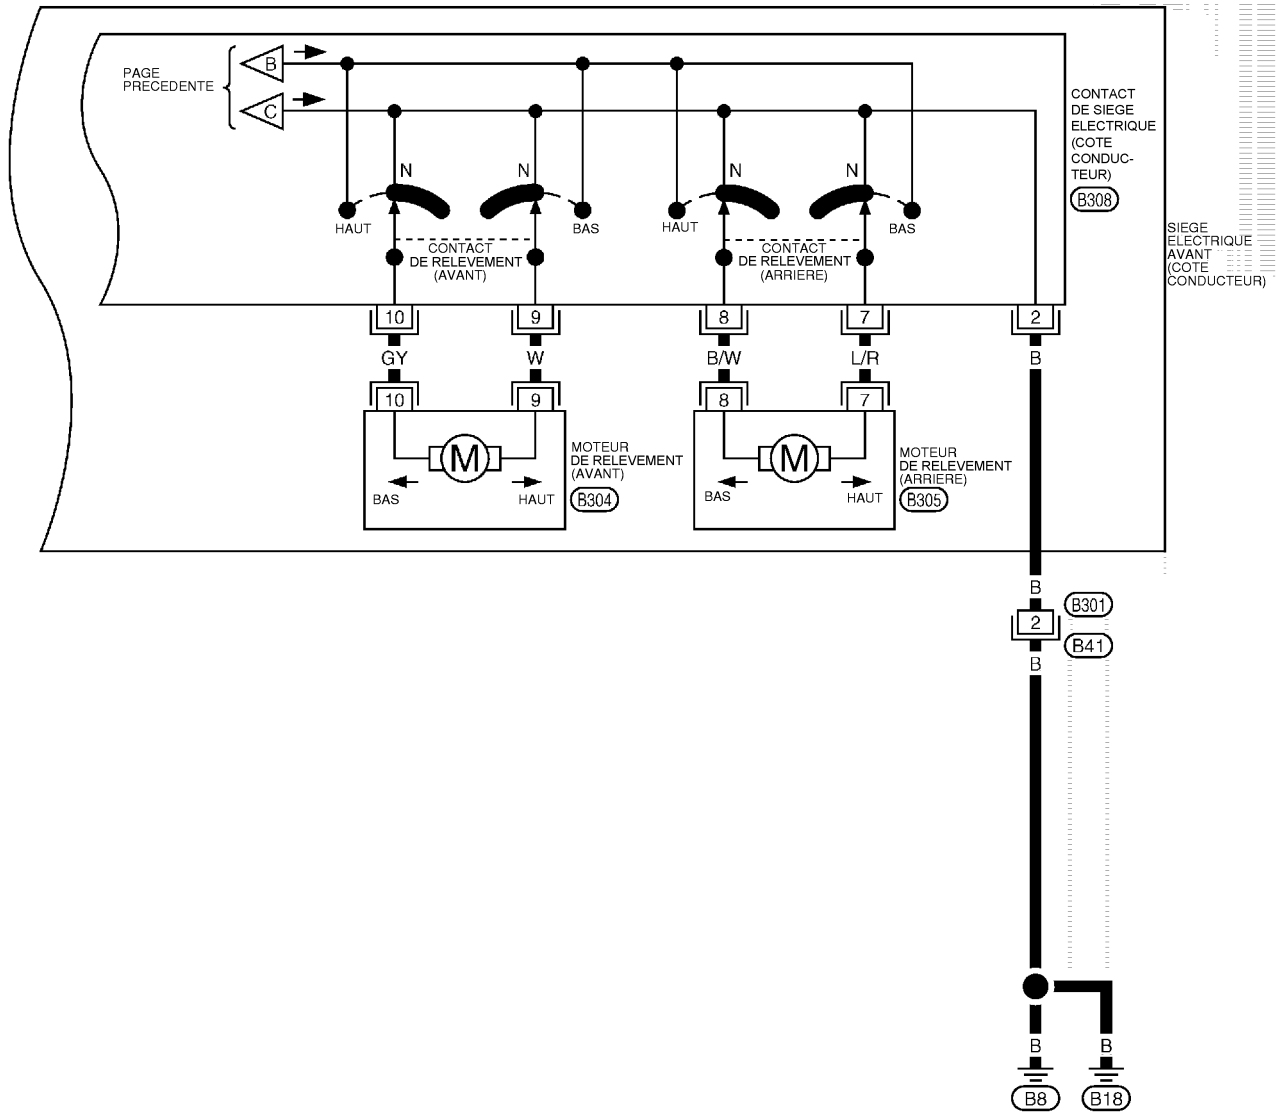 PAGE
PRECEDENTE
B
C
N
N
N
N
HAUT
BAS
HAUT
BAS
CONTACT
DE RELEVEMENT
(AVANT)
CONTACT
DE RELEVEMENT
(ARRIERE)
CONTACT
DE SIEGE
ELECTRIQUE
(COTE
CONDUC-
TEUR)
B308
SIEGE
ELECTRIQUE
AVANT
(COTE
CONDUCTEUR)
10
9
8
7
2
GY
W
B/W
L/R
B
10
9
8
7
M
BAS
HAUT
MOTEUR
DE RELEVEMENT
(AVANT)
B304
M
BAS
HAUT
MOTEUR
DE RELEVEMENT
(ARRIERE)
B305
B
B301
2
B41
B
B
B
B8
B18